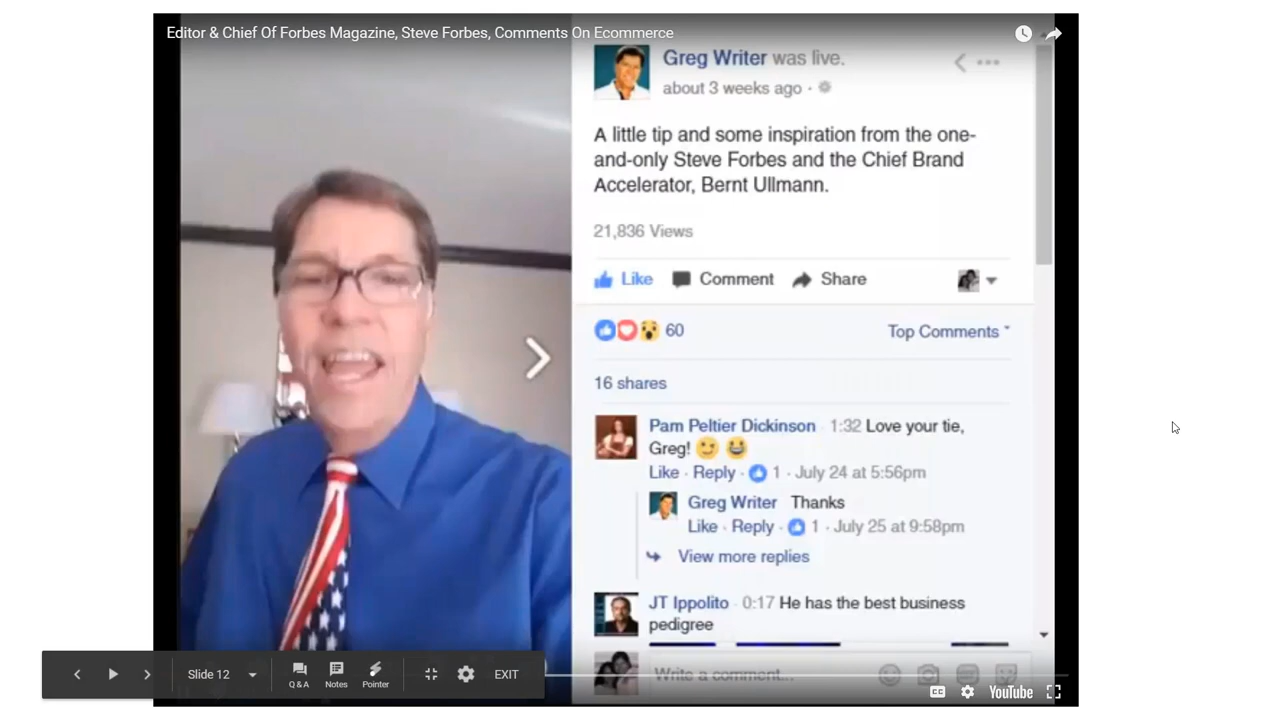 Editor & Chief Of Forbes Magazine, Steve Forbes, Comments On Ecommerce
Greg Writer was live.
about 3 weeks ago ·
A little tip and some inspiration from the one-
and-only Steve Forbes and the Chief Brand
Accelerator, Bernt Ullmann.
21,836 Views
Like Comment Share
60 Top Comments
16 shares
Pam Peltier Dickinson · 1:32 Love your tie,
Greg!
Like · Reply · 1 · July 24 at 5:56pm
Greg Writer Thanks
Like · Reply · 1 · July 25 at 9:58pm
View more replies
JT Ippolito · 0:17 He has the best business
pedigree
Write a comment...
Slide 12
Q & A Notes Pointer
EXIT
CC YouTube